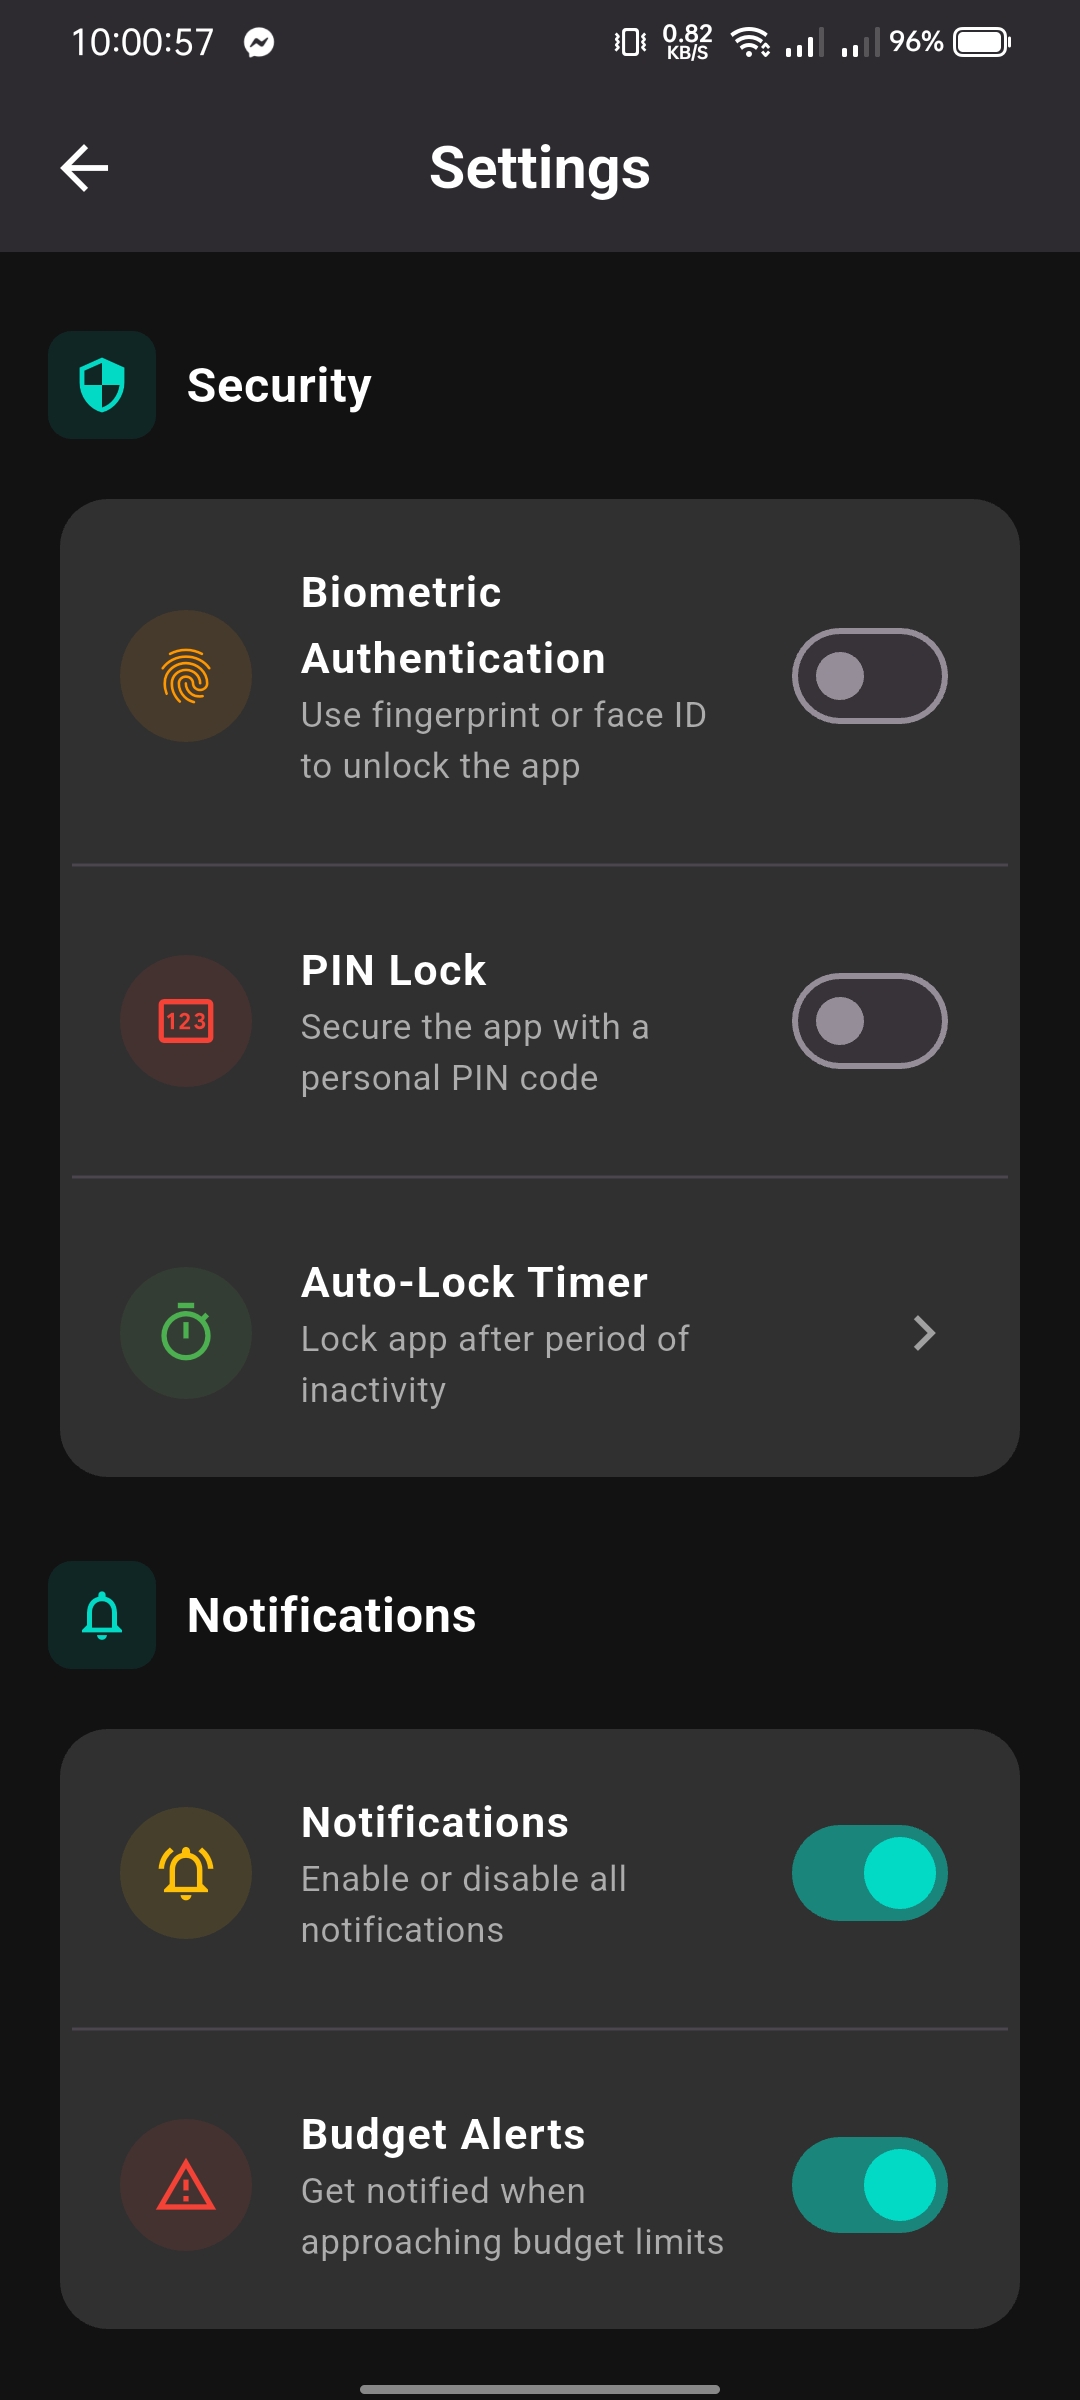 10:00:57
0.82
KB/S
96%
Settings
Security
Biometric
Authentication
Use fingerprint or face ID
to unlock the app
123
PIN Lock
Secure the app with a
personal PIN code
Auto-Lock Timer
Lock app after period of
inactivity
Notifications
Notifications
Enable or disable all
notifications
Budget Alerts
Get notified when
approaching budget limits